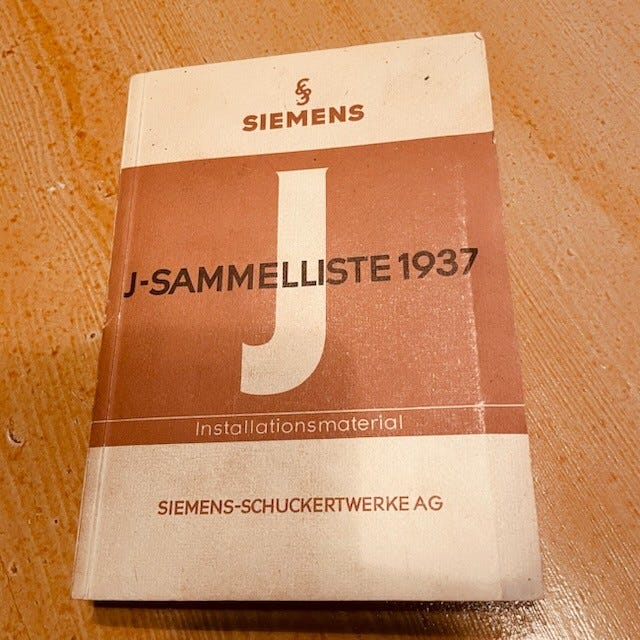 SIEMENS
J
J-SAMMELLISTE 1937
Installationsmaterial
SIEMENS-SCHUCKERTWERKE AG